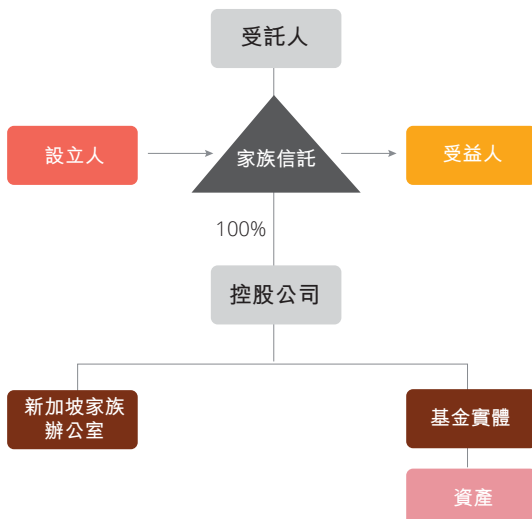 受託人
設立人
家族信託
受益人
100%
控股公司
新加坡家族
辦公室
基金實體
資產